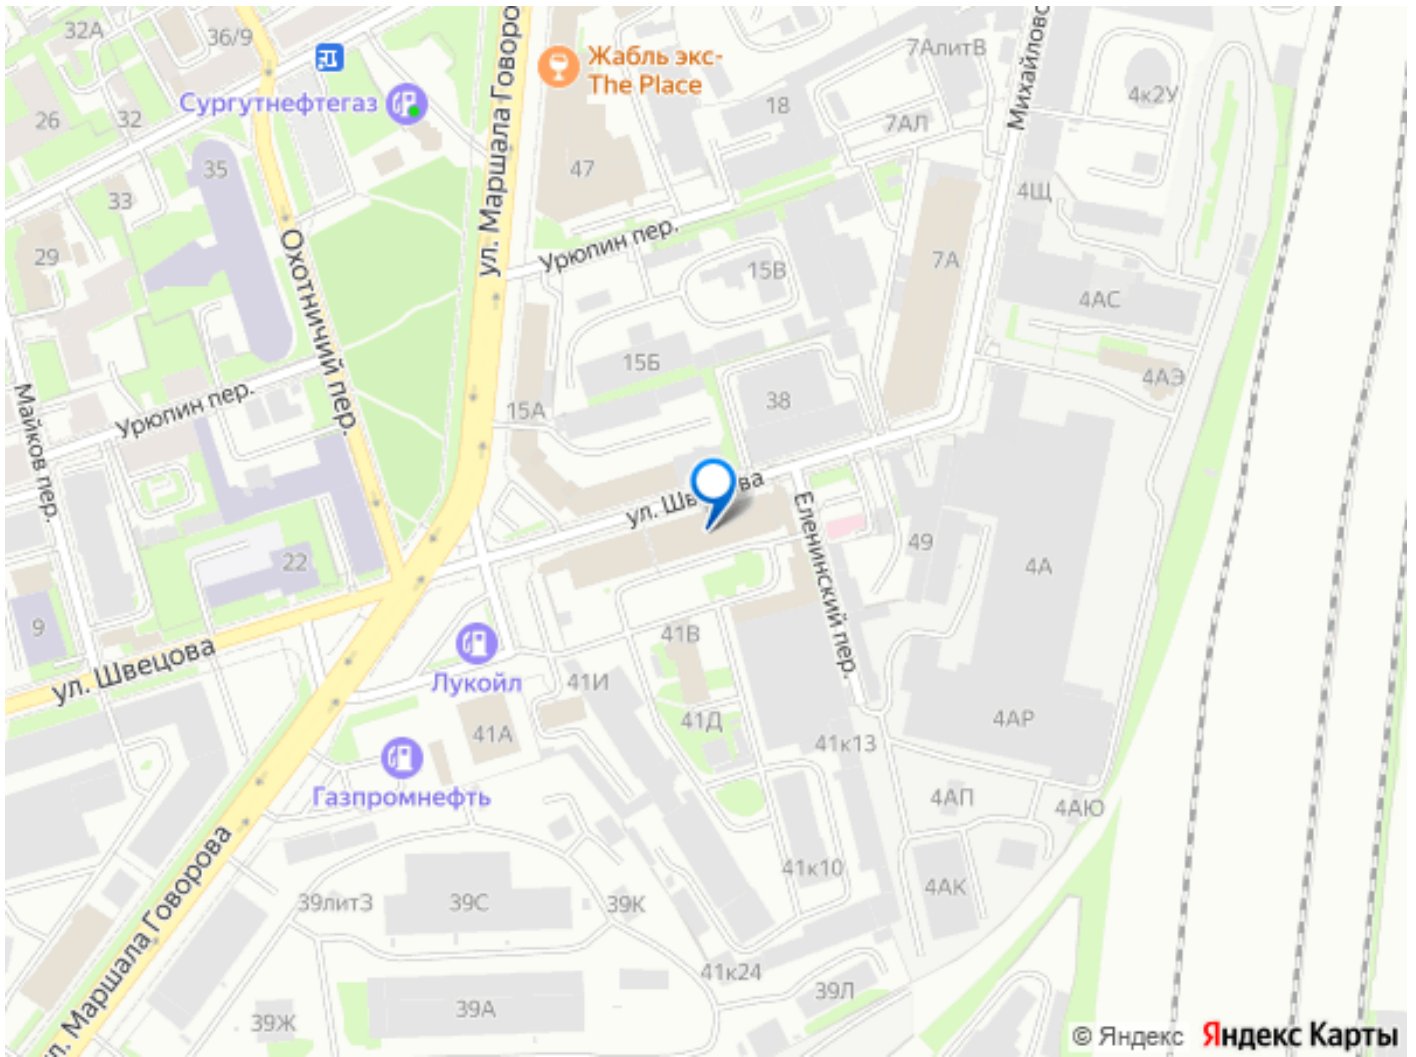 32А
36/9
Жабль экс-
The Place
7АлитВ
Сургутнефтегаз
26
32
18
7АЛ
4к2У
ул. Маршала Говоро
Михайловс
35
47
33
4Щ
29
Охотничий пер.
Урюпин пер.
15В
7А
4АС
15Б
4АЭ
Майков пер.
Урюпин пер.
15А
38
ул. Шв
ва
Еленинский пер.
49
22
4А
9
ул. Швецова
Лукойл
41В
41И
41Д
41А
4АР
41к13
Газпромнефть
4АП
4АЮ
л. Маршала Говорова
39литЗ
39С
39К
41к10
4АК
41к24
39Л
39Ж
39А
© Яндекс Яндекс Карты